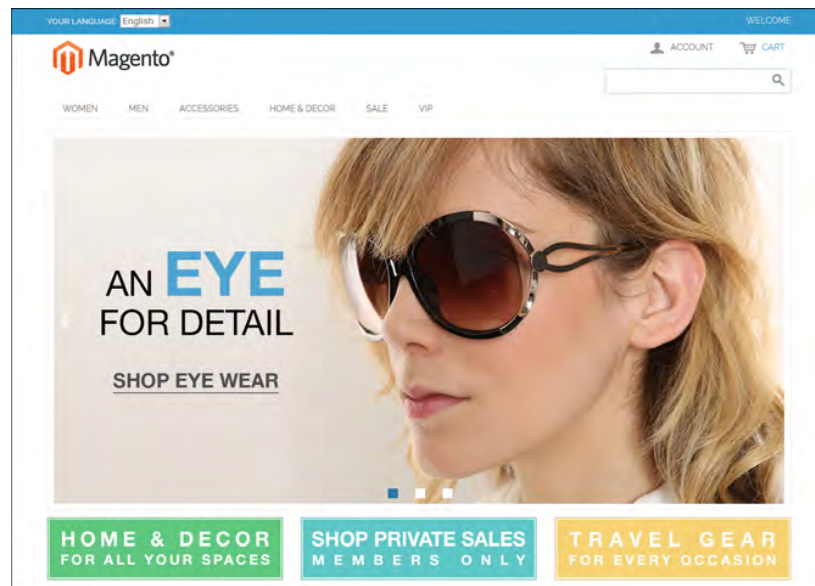 YOUR LANGUAGE: English
WELCOME
Magento®
ACCOUNT
CART
WOMEN MEN ACCESSORIES HOME & DECOR SALE VIP
AN EYE
FOR DETAIL
SHOP EYE WEAR
HOME & DECOR
FOR ALL YOUR SPACES
SHOP PRIVATE SALES
MEMBERS ONLY
TRAVEL GEAR
FOR EVERY OCCASION